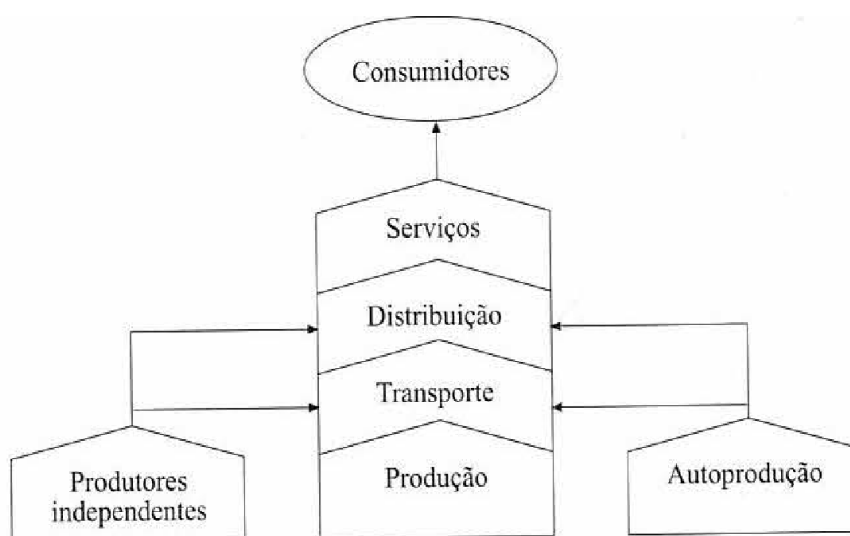 Consumidores
Serviços
Distribuição
Transporte
Produção
Produtores
independentes
Autoprodução